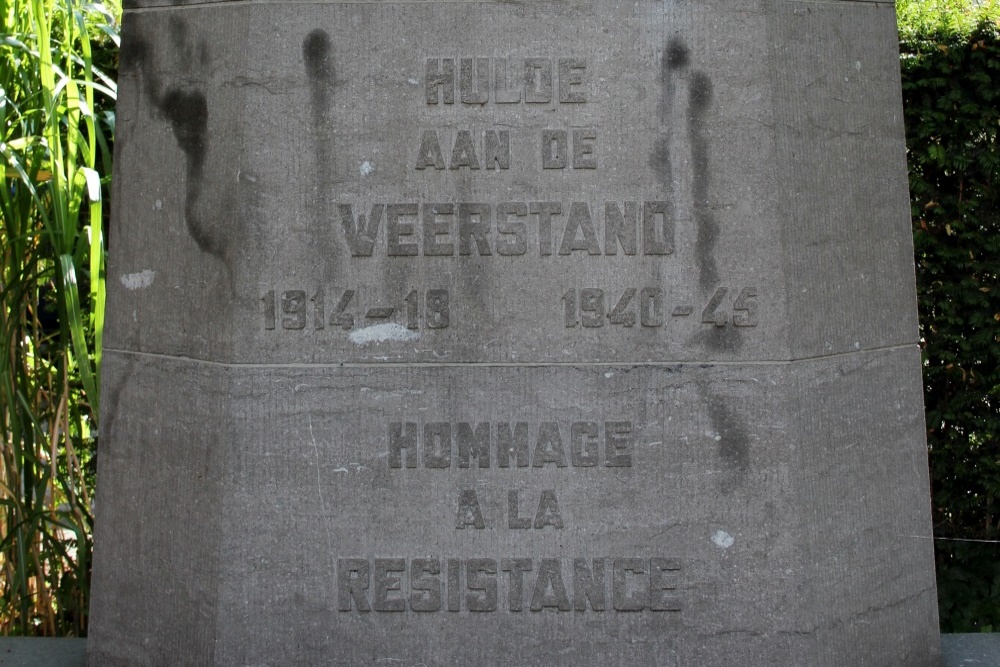 HULDE
AAN DE
WEERSTAND
1914-18 1940-45
HOMMAGE
A LA
RESISTANCE